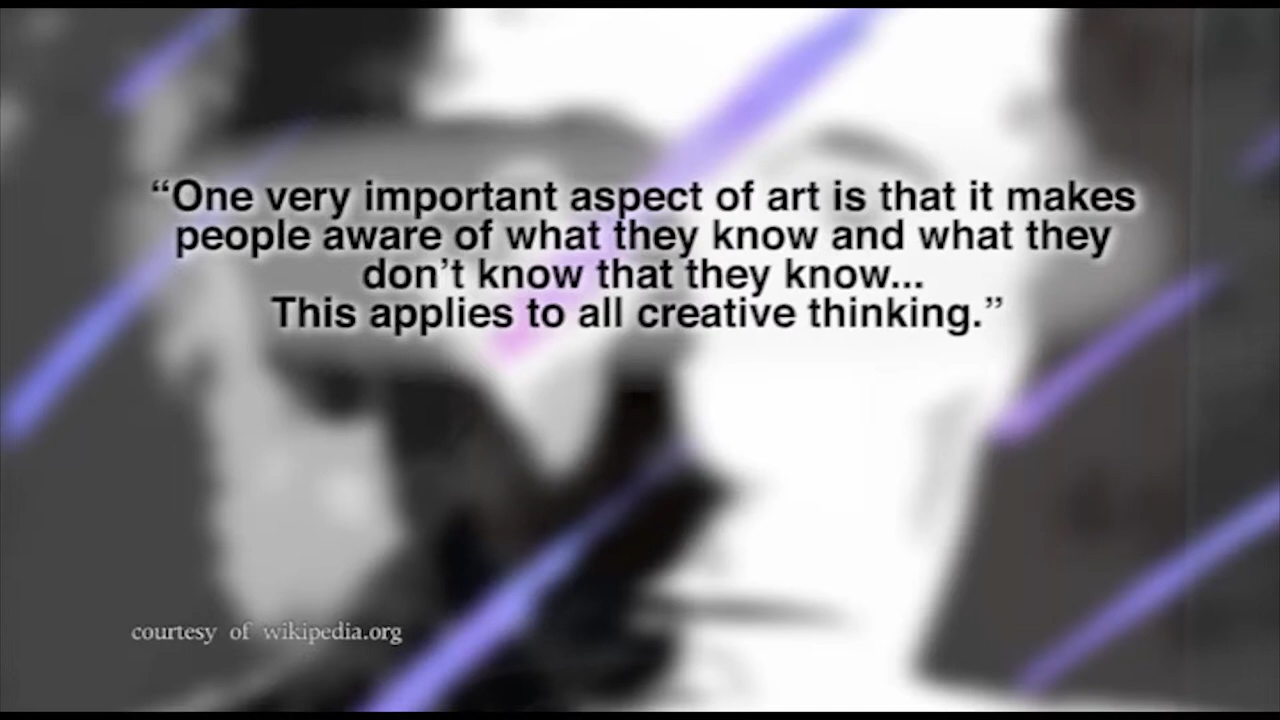 “One very important aspect of art is that it makes
people aware of what they know and what they
don’t know that they know...
This applies to all creative thinking.”
courtesy of wikipedia.org